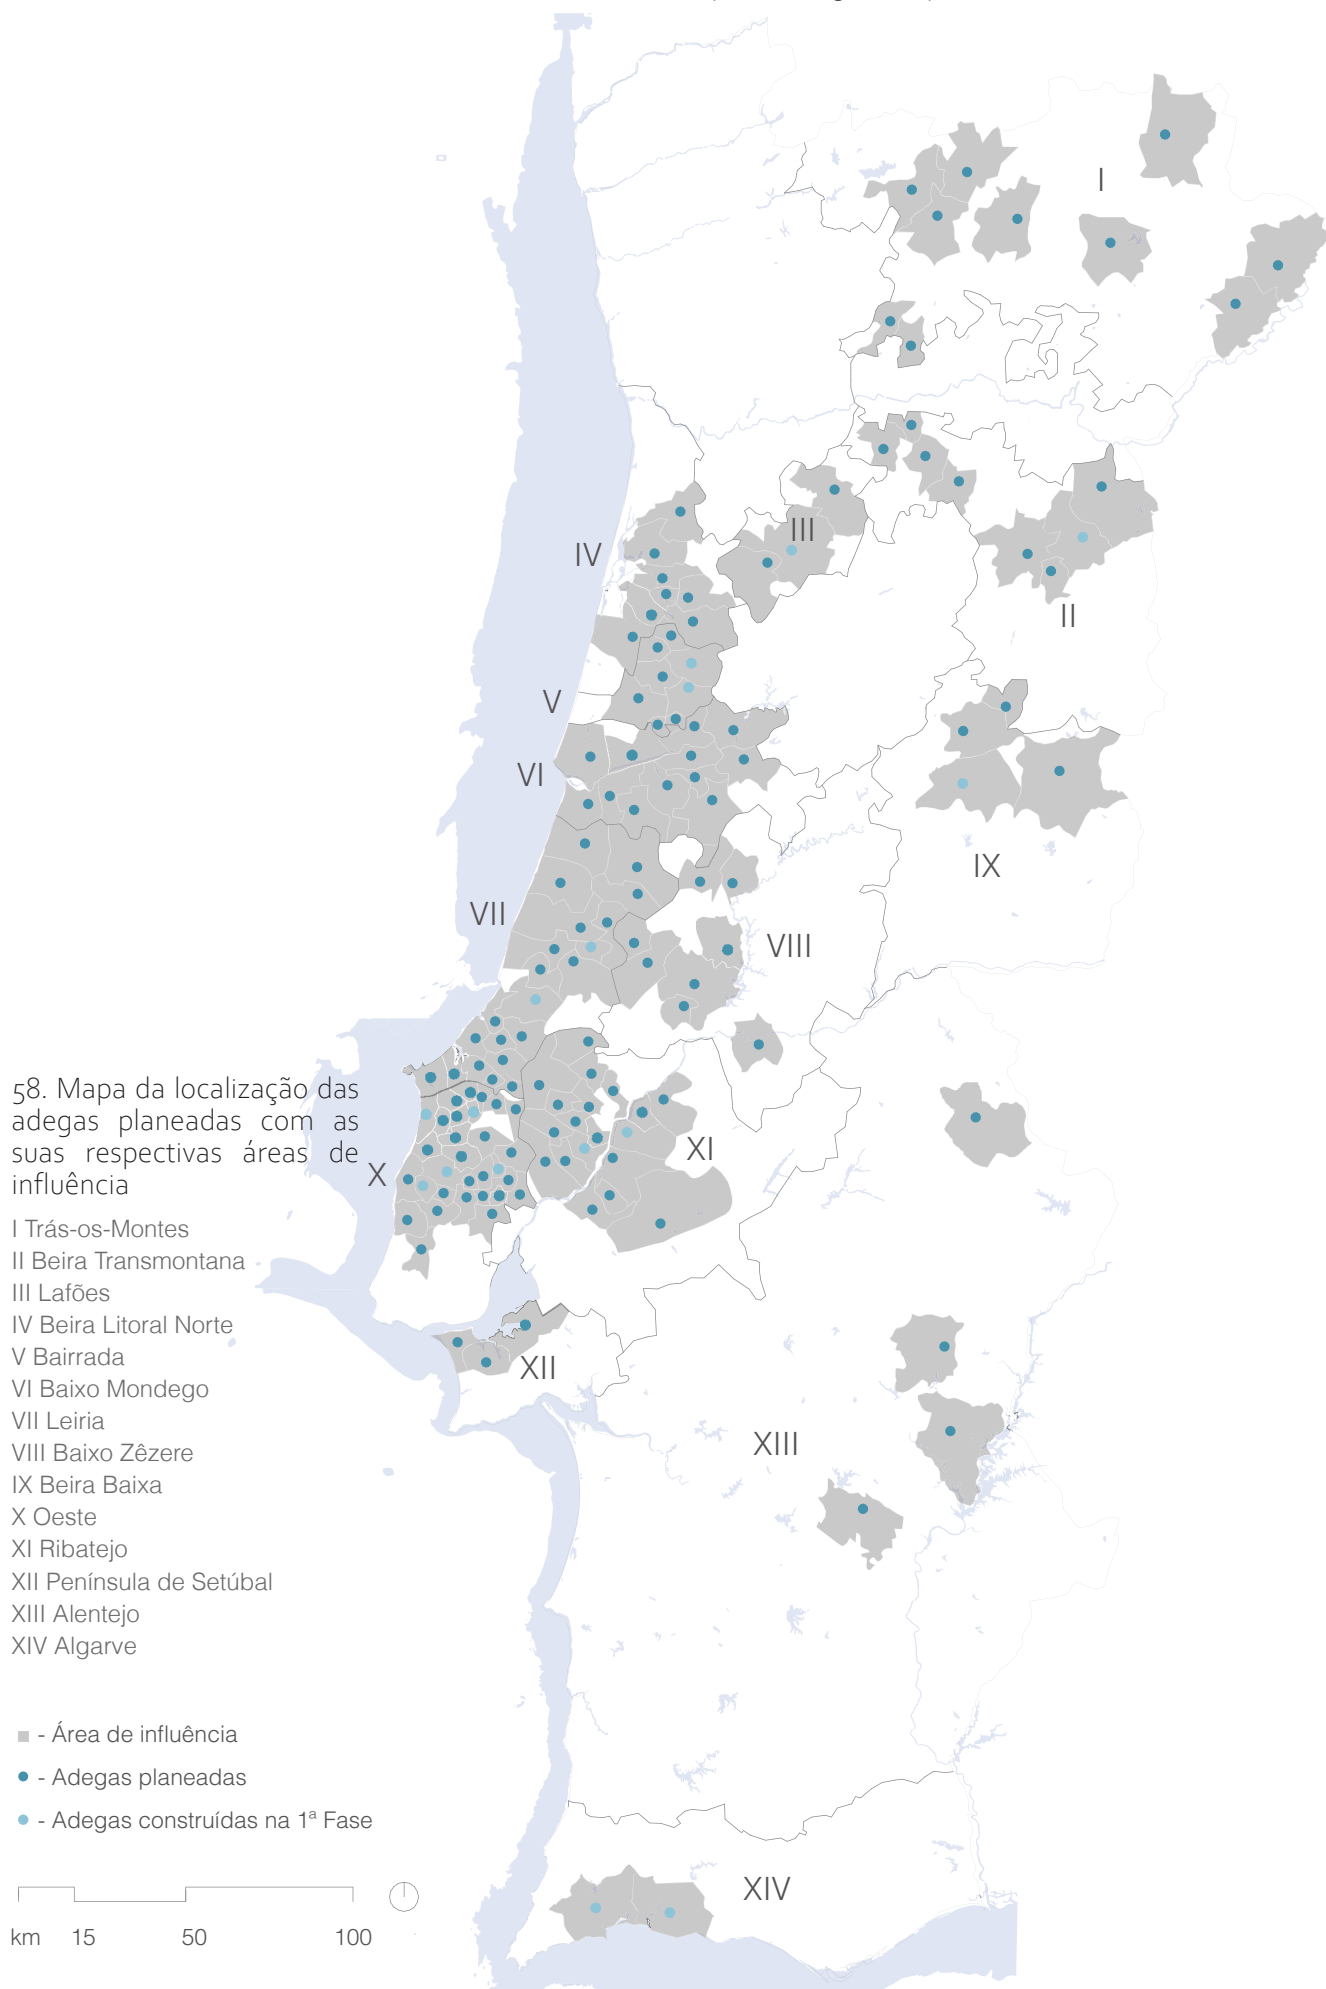 I
III
IV
II
V
VI
IX
VII
VIII
58. Mapa da localização das
adegas planeadas com as
suas respectivas áreas de
influência
XI
X
I Trás-os-Montes
II Beira Transmontana
III Lafões
IV Beira Litoral Norte
V Bairrada
VI Baixo Mondego
VII Leiria
VIII Baixo Zêzere
IX Beira Baixa
X Oeste
XI Ribatejo
XII Península de Setúbal
XIII Alentejo
XIV Algarve
XII
XIII
- Área de influência
- Adegas planeadas
- Adegas construídas na 1ª Fase
XIV
km 15 50 100